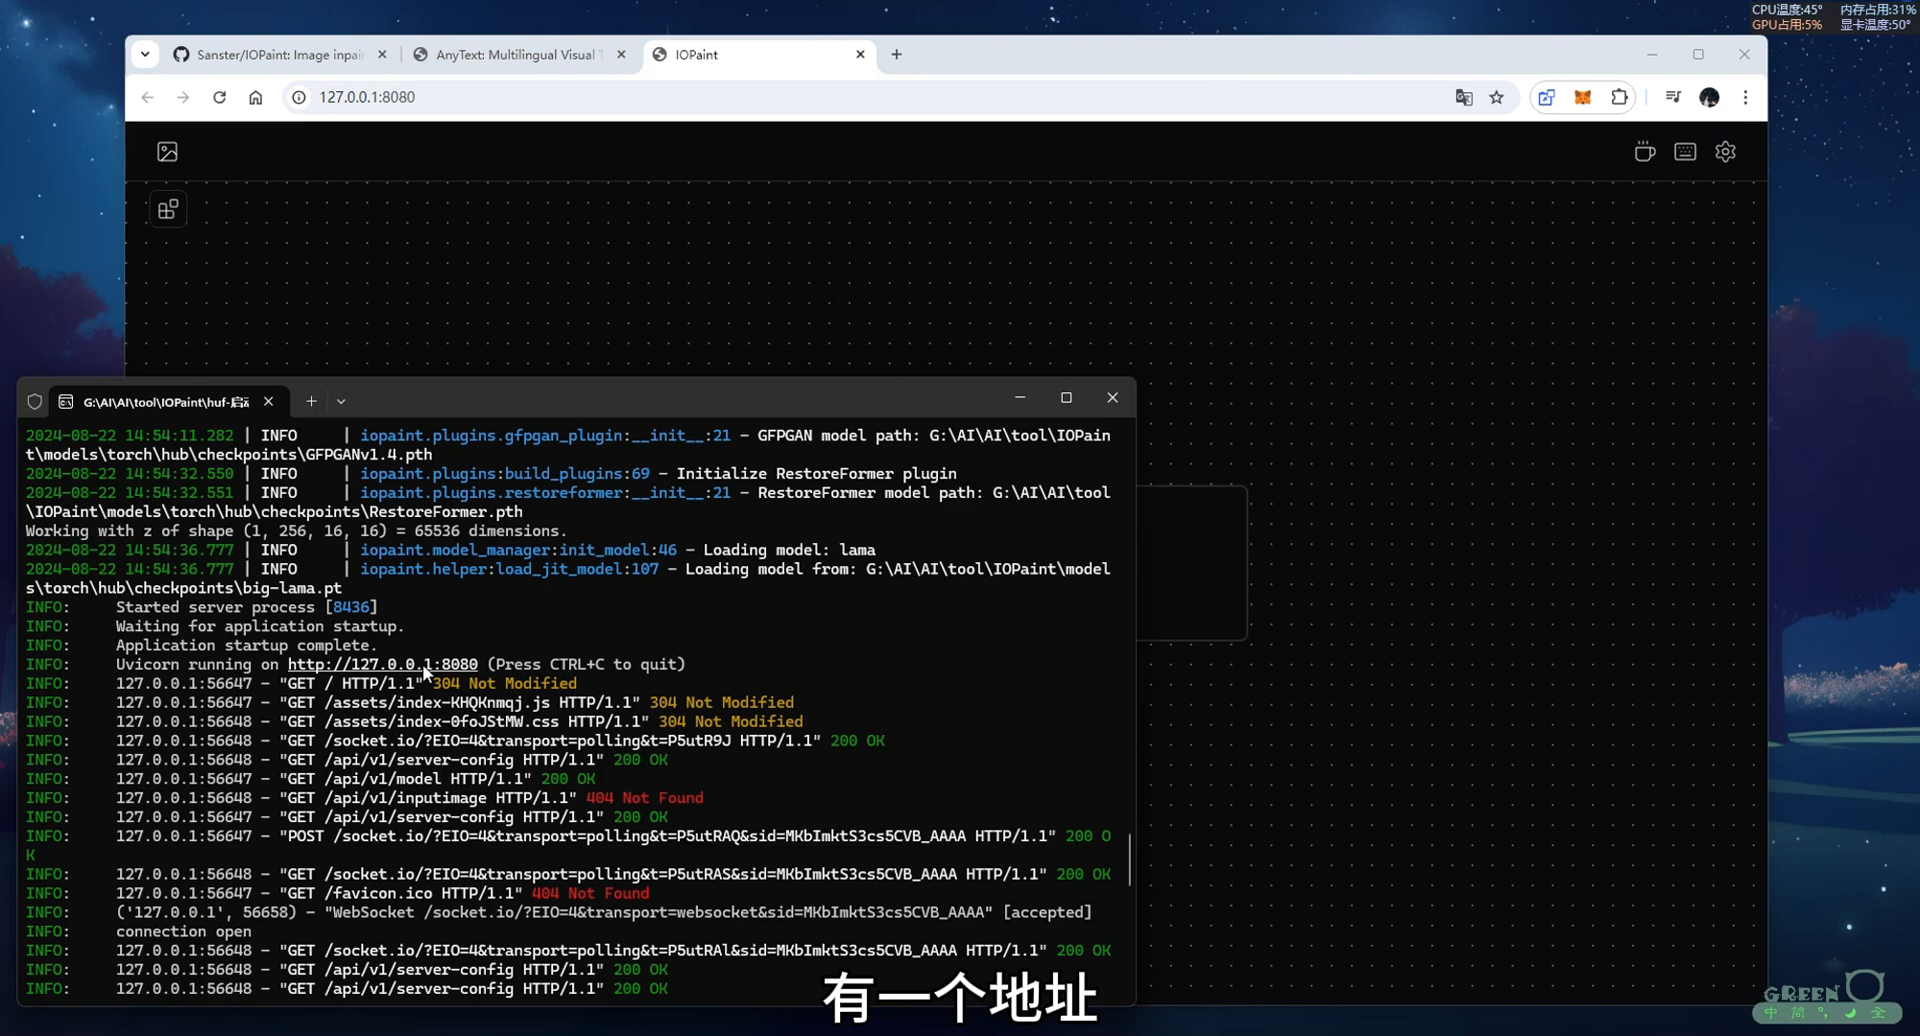 CPU温度:45° 内存占用:31%
GPU占用:5% 显卡温度:50°
Sanster/IOPaint: Image inpai
AnyText: Multilingual Visual T
IOPaint
127.0.0.1:8080
G:\AI\AI\tool\IOPaint\huf-启动
2024-08-22 14:54:11.282 | INFO     | iopaint.plugins.gfpgan_plugin:__init__:21 - GFPGAN model path: G:\AI\AI\tool\IOPain
t\models\torch\hub\checkpoints\GFPGANv1.4.pth
2024-08-22 14:54:32.550 | INFO     | iopaint.plugins:build_plugins:69 - Initialize RestoreFormer plugin
2024-08-22 14:54:32.551 | INFO     | iopaint.plugins.restoreformer:__init__:21 - RestoreFormer model path: G:\AI\AI\tool
\IOPaint\models\torch\hub\checkpoints\RestoreFormer.pth
Working with z of shape (1, 256, 16, 16) = 65536 dimensions.
2024-08-22 14:54:36.777 | INFO     | iopaint.model_manager:init_model:46 - Loading model: lama
2024-08-22 14:54:36.777 | INFO     | iopaint.helper:load_jit_model:107 - Loading model from: G:\AI\AI\tool\IOPaint\model
s\torch\hub\checkpoints\big-lama.pt
INFO:     Started server process [8436]
INFO:     Waiting for application startup.
INFO:     Application startup complete.
INFO:     Uvicorn running on http://127.0.0.1:8080 (Press CTRL+C to quit)
INFO:     127.0.0.1:56647 - "GET / HTTP/1.1" 304 Not Modified
INFO:     127.0.0.1:56647 - "GET /assets/index-KHQKnmqj.js HTTP/1.1" 304 Not Modified
INFO:     127.0.0.1:56648 - "GET /assets/index-0foJStMW.css HTTP/1.1" 304 Not Modified
INFO:     127.0.0.1:56648 - "GET /socket.io/?EIO=4&transport=polling&t=P5utR9J HTTP/1.1" 200 OK
INFO:     127.0.0.1:56648 - "GET /api/v1/server-config HTTP/1.1" 200 OK
INFO:     127.0.0.1:56647 - "GET /api/v1/model HTTP/1.1" 200 OK
INFO:     127.0.0.1:56648 - "GET /api/v1/inputimage HTTP/1.1" 404 Not Found
INFO:     127.0.0.1:56648 - "GET /api/v1/server-config HTTP/1.1" 200 OK
INFO:     127.0.0.1:56647 - "POST /socket.io/?EIO=4&transport=polling&t=P5utRAQ&sid=MKbImktS3cs5CVB_AAAA HTTP/1.1" 200 O
K
INFO:     127.0.0.1:56648 - "GET /socket.io/?EIO=4&transport=polling&t=P5utRAS&sid=MKbImktS3cs5CVB_AAAA HTTP/1.1" 200 OK
INFO:     127.0.0.1:56647 - "GET /favicon.ico HTTP/1.1" 404 Not Found
INFO:     ('127.0.0.1', 56658) - "WebSocket /socket.io/?EIO=4&transport=websocket&sid=MKbImktS3cs5CVB_AAAA" [accepted]
INFO:     connection open
INFO:     127.0.0.1:56648 - "GET /socket.io/?EIO=4&transport=polling&t=P5utRAl&sid=MKbImktS3cs5CVB_AAAA HTTP/1.1" 200 OK
INFO:     127.0.0.1:56648 - "GET /api/v1/server-config HTTP/1.1" 200 OK
INFO:     127.0.0.1:56648 - "GET /api/v1/server-config HTTP/1.1" 200 OK
有一个地址
GREEN
中 简 °, 全